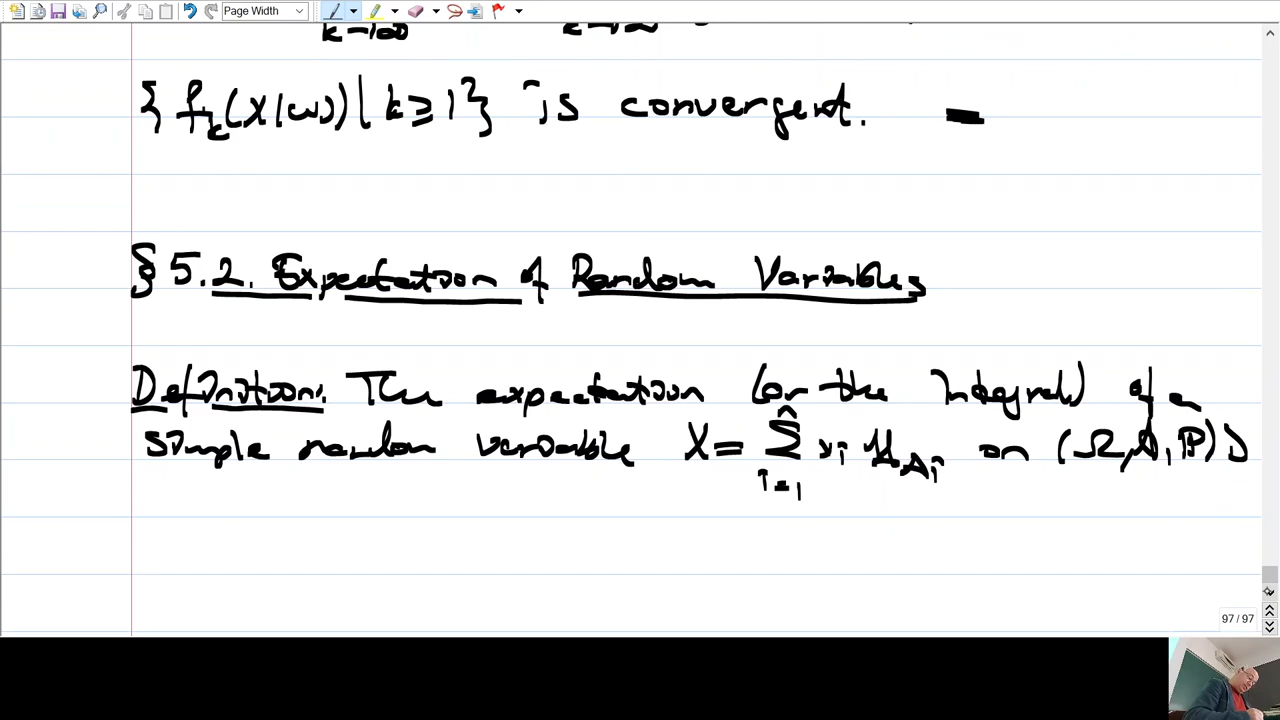 Page Width
k→∞ k→∞
{ f_k(X(ω)) | k ≥ 1 } is convergent.
§ 5.2. Expectation of Random Variables
Definition: The expectation (or the integral) of a
simple random variable X = ∑_{i=1}^{n} x_i 𝟙_{A_i} on (Ω, A, P) D
97 / 97